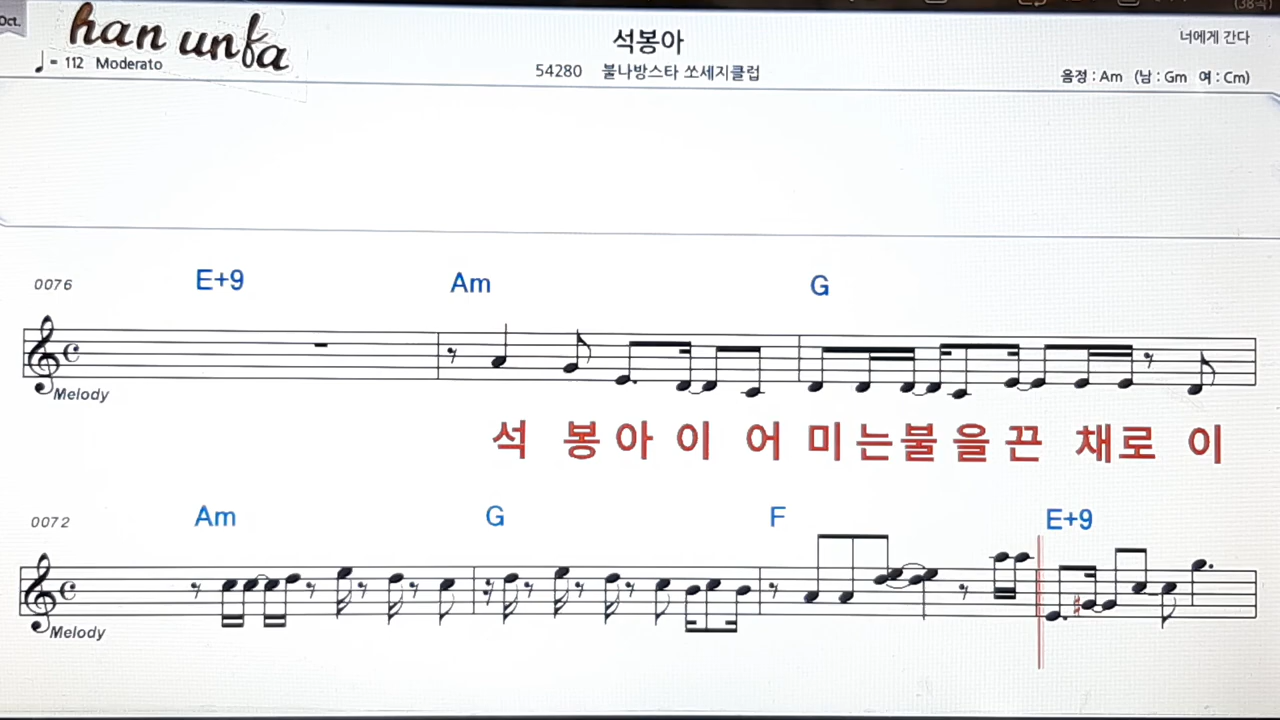 Oct.
han unfa
석봉아
너에게 간다
♩= 112 Moderato
54280 불나방스타 쏘세지클럽
음정 : Am (남 : Gm 여 : Cm)
0076 E+9 Am G
Melody
석 봉 아 이 어 미 는 불 을 끈 채 로 이
0072 Am G F E+9
Melody